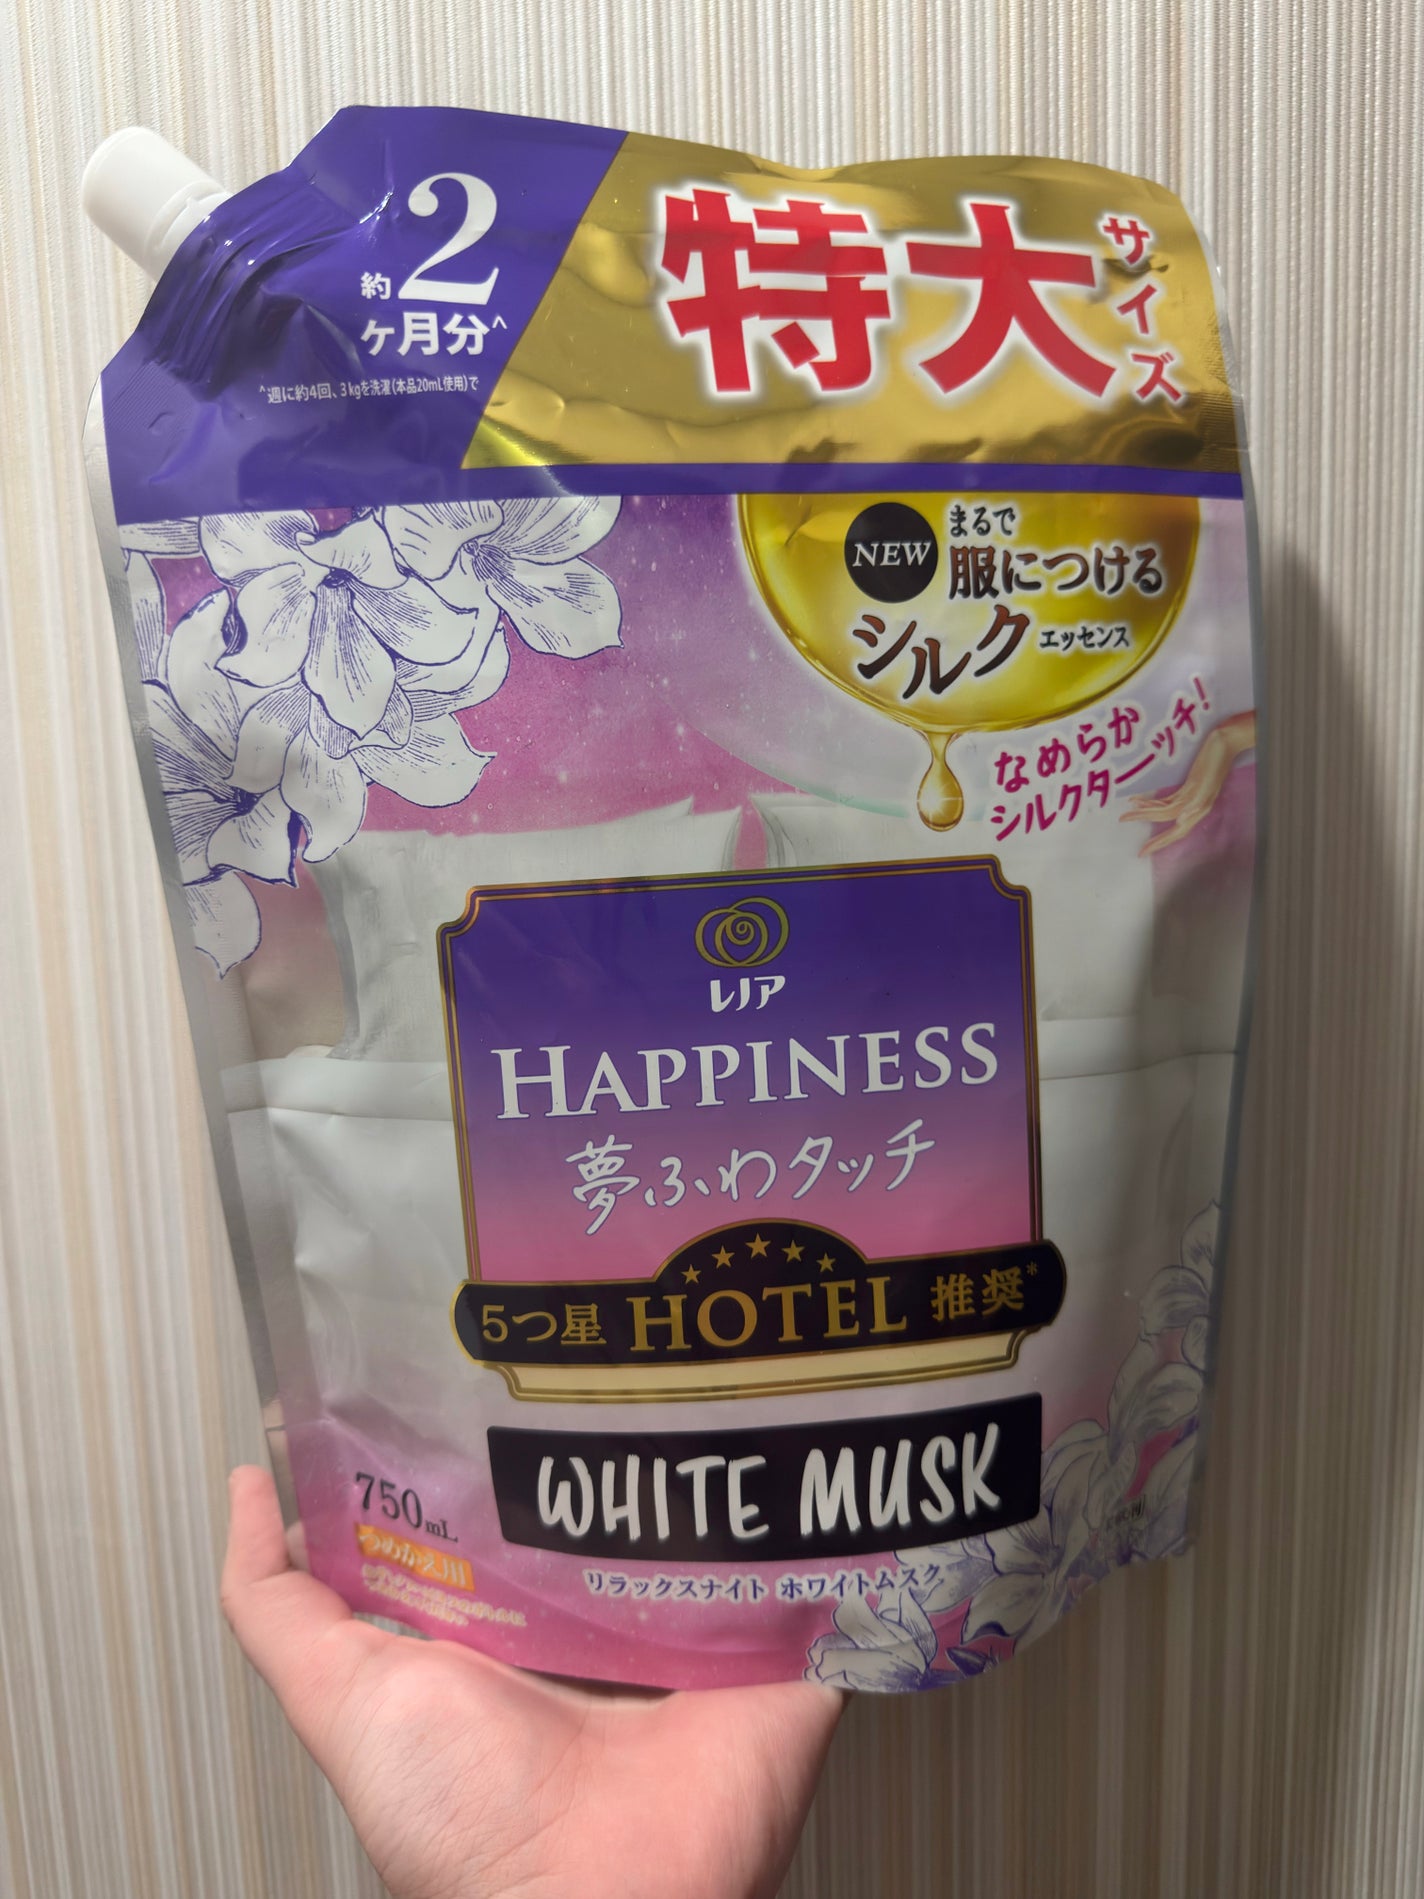 約2
ヶ月分^
^週に約4回、3kgを洗濯(本品20mL使用)で
特大
サイズ
NEW
まるで
服につける
シルクエッセンス
なめらか
シルクターッチ!
レノア
HAPPINESS
夢ふわタッチ
5つ星 HOTEL 推奨*
WHITE MUSK
リラックスナイト ホワイトムスク
750mL
つめかえ用